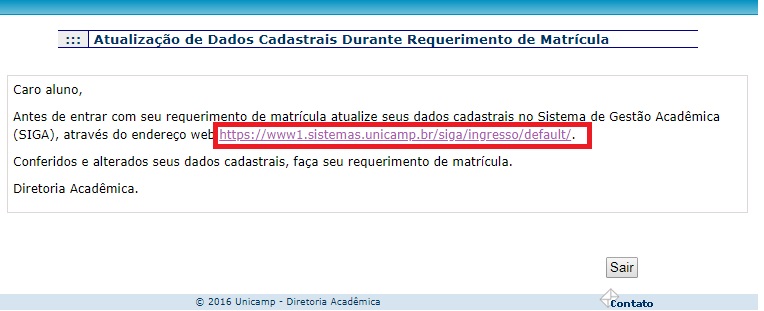 ::: Atualização de Dados Cadastrais Durante Requerimento de Matrícula
Caro aluno,
Antes de entrar com seu requerimento de matrícula atualize seus dados cadastrais no Sistema de Gestão Acadêmica
(SIGA), através do endereço web https://www1.sistemas.unicamp.br/siga/ingresso/default/.
Conferidos e alterados seus dados cadastrais, faça seu requerimento de matrícula.
Diretoria Acadêmica.
Sair
© 2016 Unicamp - Diretoria Acadêmica
Contato